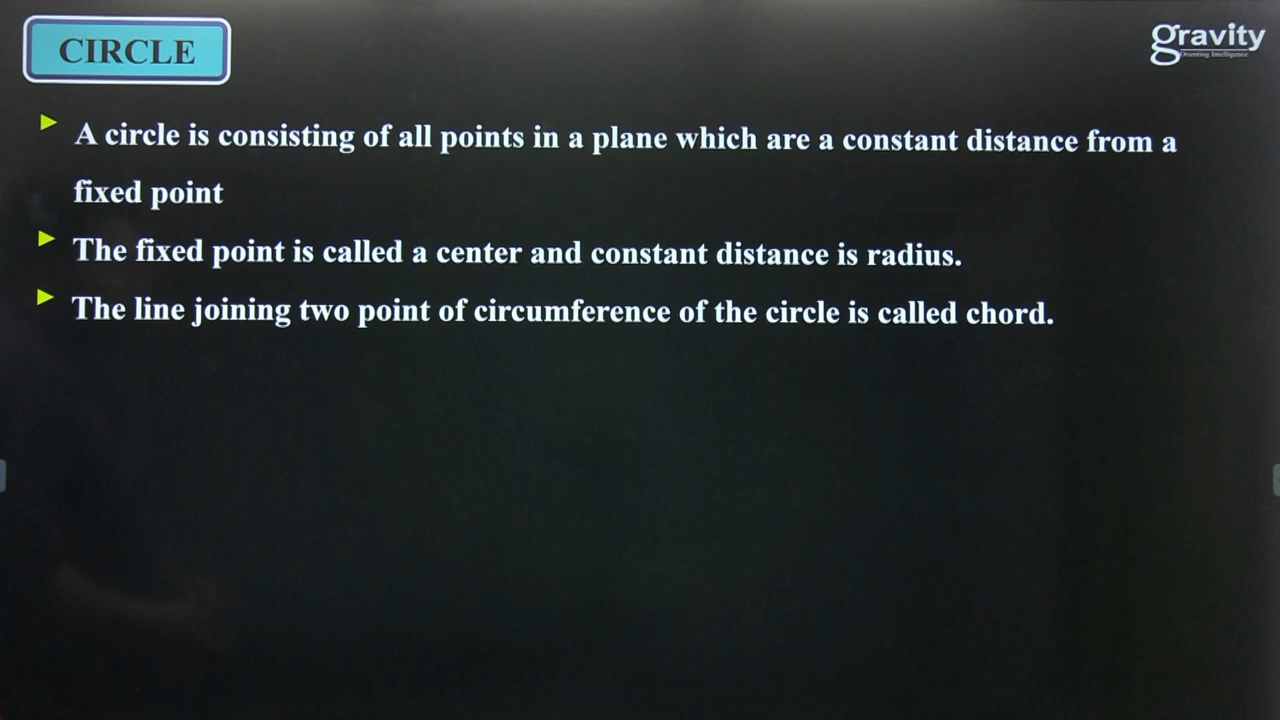 CIRCLE
gravity
Orienting Intelligence
A circle is consisting of all points in a plane which are a constant distance from a
fixed point
The fixed point is called a center and constant distance is radius.
The line joining two point of circumference of the circle is called chord.